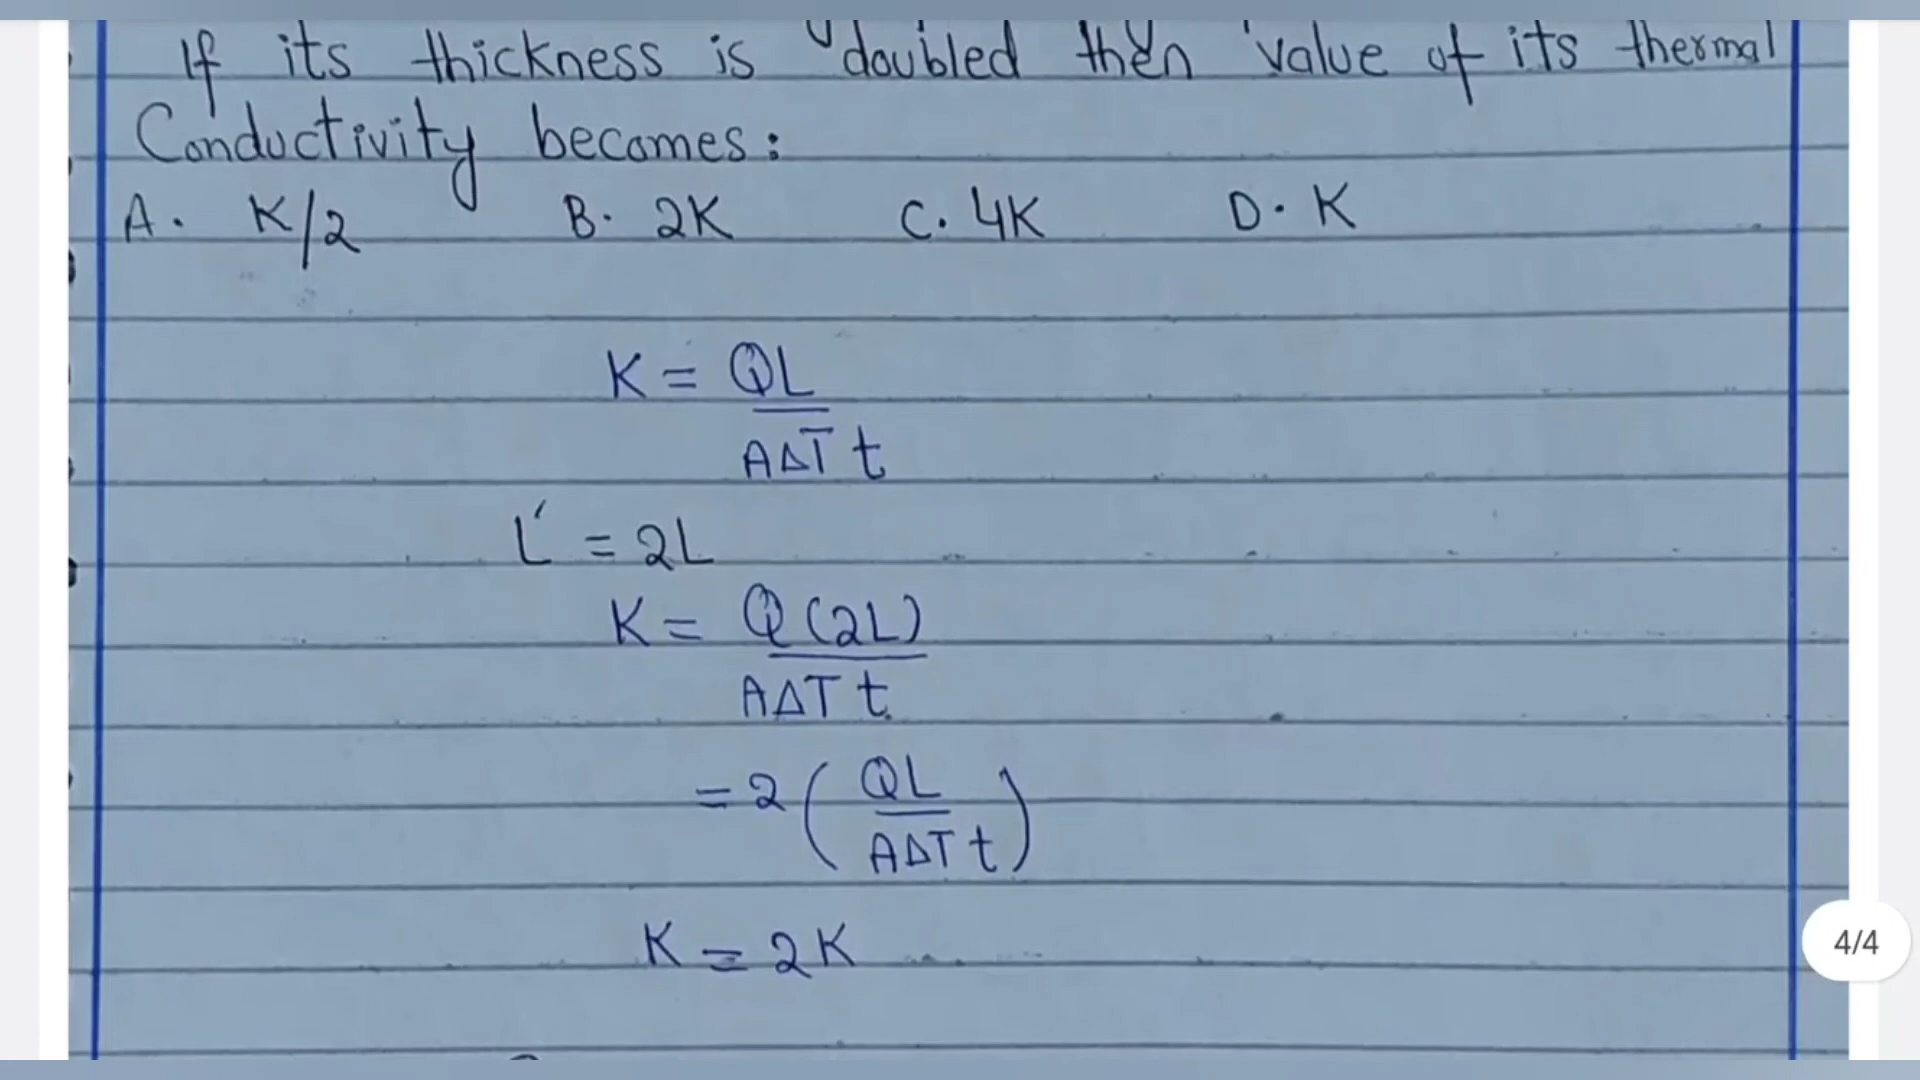 If its thickness is doubled then value of its thermal
Conductivity becomes:
A. K/2 B. 2K C. 4K D. K
K = QL
AΔT t
L' = 2L
K = Q(2L)
AΔT t
= 2 ( QL
AΔT t )
K = 2K
4/4